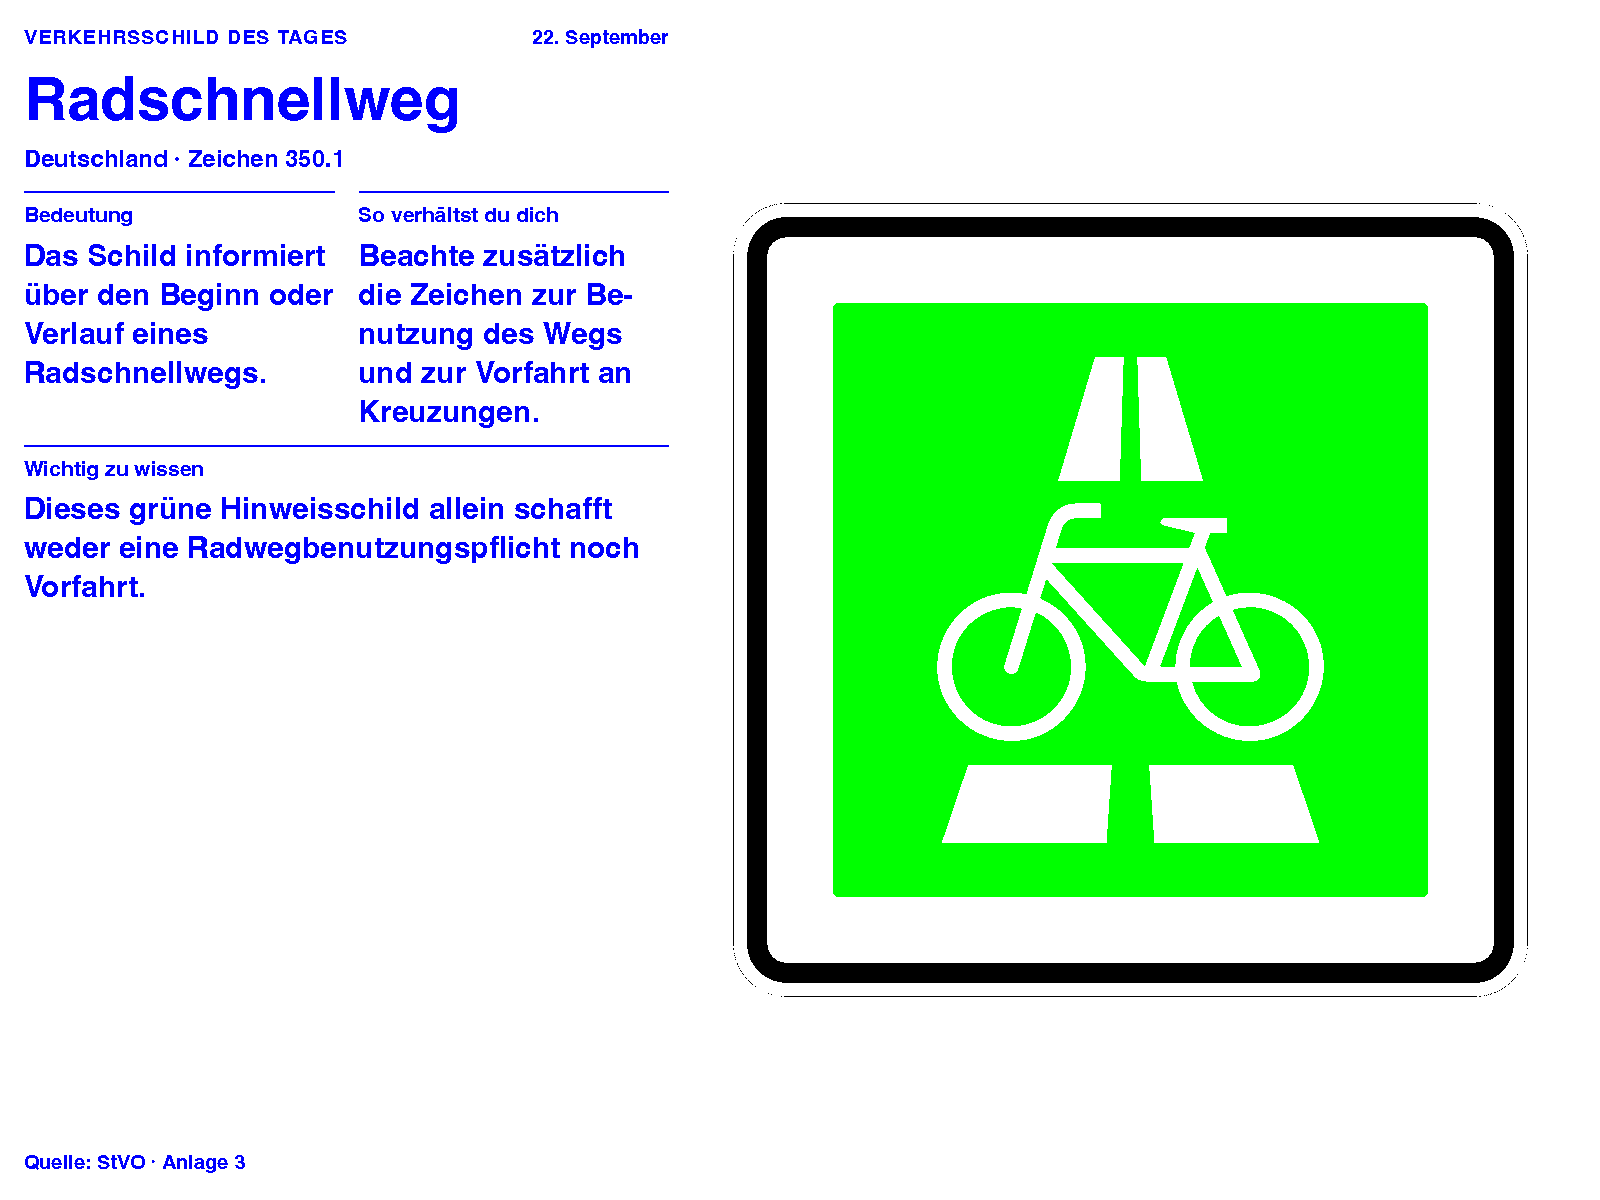 VERKEHRSSCHILD DES TAGES
22. September
Radschnellweg
Deutschland · Zeichen 350.1
Bedeutung
Das Schild informiert
über den Beginn oder
Verlauf eines
Radschnellwegs.
So verhältst du dich
Beachte zusätzlich
die Zeichen zur Be-
nutzung des Wegs
und zur Vorfahrt an
Kreuzungen.
Wichtig zu wissen
Dieses grüne Hinweisschild allein schafft
weder eine Radwegbenutzungspflicht noch
Vorfahrt.
Quelle: StVO · Anlage 3